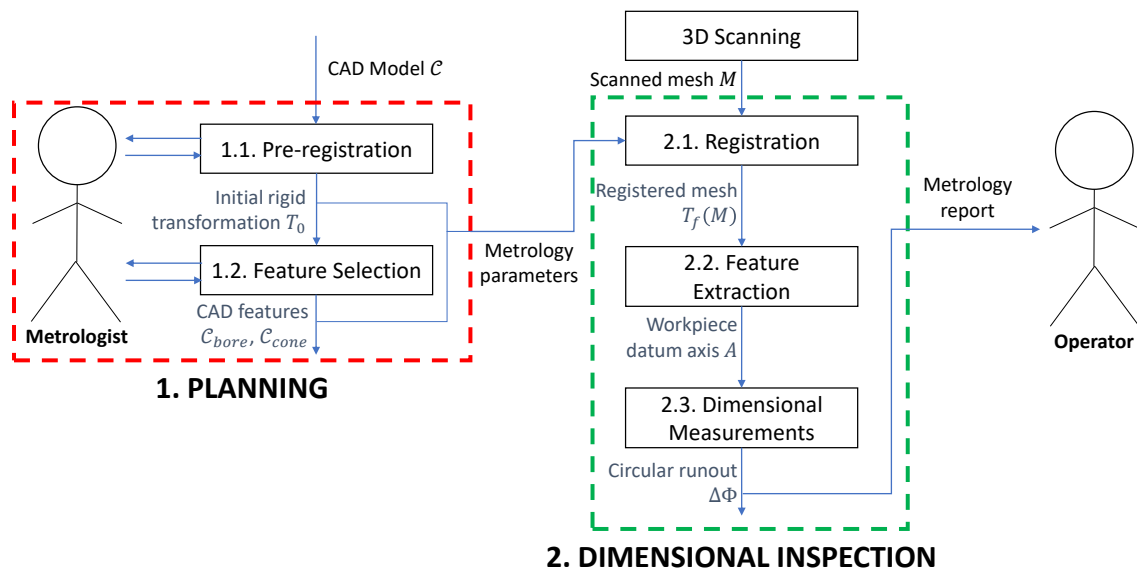 CAD Model 𝒞
1.1. Pre-registration
Initial rigid
transformation T₀
1.2. Feature Selection
CAD features
𝒞bore, 𝒞cone
Metrologist
1. PLANNING
Metrology
parameters
3D Scanning
Scanned mesh M
2.1. Registration
Registered mesh
T_f(M)
2.2. Feature
Extraction
Workpiece
datum axis A
2.3. Dimensional
Measurements
Circular runout
ΔΦ
2. DIMENSIONAL INSPECTION
Metrology
report
Operator